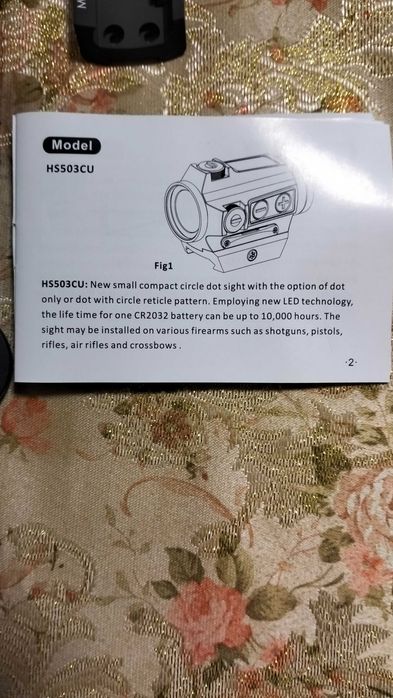 M
Model
HS503CU
Fig1
HS503CU: New small compact circle dot sight with the option of dot
only or dot with circle reticle pattern. Employing new LED technology,
the life time for one CR2032 battery can be up to 10,000 hours. The
sight may be installed on various firearms such as shotguns, pistols,
rifles, air rifles and crossbows .
·2·